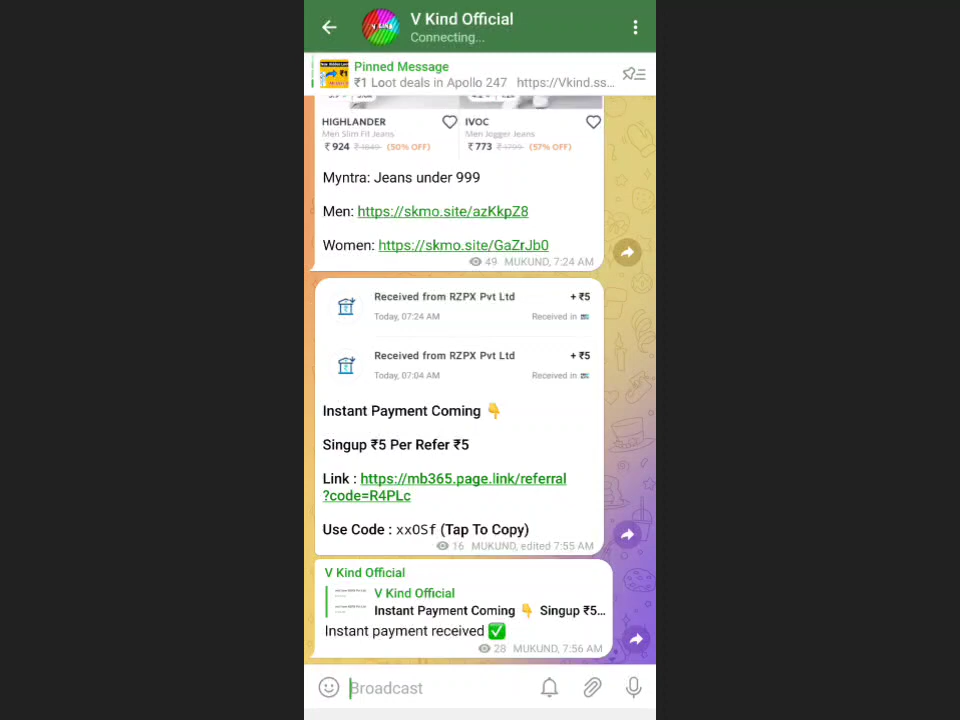 V Kind Official
Connecting...
Pinned Message
₹1 Loot deals in Apollo 247 https://Vkind.ss...
HIGHLANDER
IVOC
Men Slim Fit Jeans
Men Jogger Jeans
₹924 ₹1849 (50% OFF)
₹773 ₹1799 (57% OFF)
Myntra: Jeans under 999
Men: https://skmo.site/azKkpZ8
Women: https://skmo.site/GaZrJb0
49 MUKUND, 7:24 AM
Received from RZPX Pvt Ltd + ₹5
Today, 07:24 AM Received in
Received from RZPX Pvt Ltd + ₹5
Today, 07:04 AM Received in
Instant Payment Coming 👇
Singup ₹5 Per Refer ₹5
Link : https://mb365.page.link/referral
?code=R4PLc
Use Code : xxOSf (Tap To Copy)
16 MUKUND, edited 7:55 AM
V Kind Official
V Kind Official
Instant Payment Coming 👇 Singup ₹5...
Instant payment received ✅
28 MUKUND, 7:56 AM
Broadcast